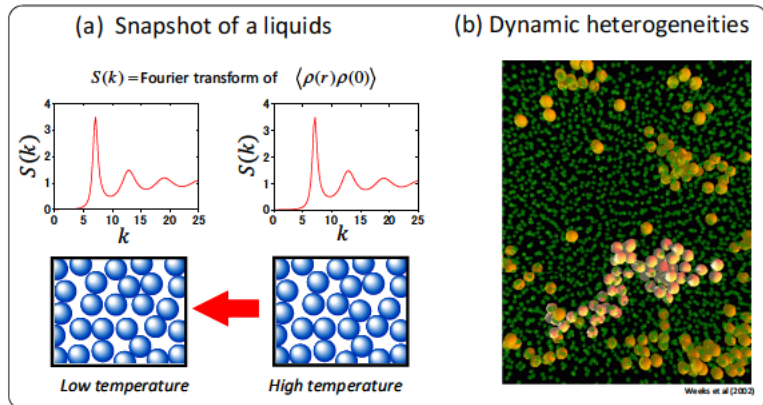 (a) Snapshot of a liquids
S(k) = Fourier transform of ⟨ρ(r)ρ(0)⟩
4
3
2
1
0
S(k)
0 5 10 15 20 25
k
4
3
2
1
0
S(k)
0 5 10 15 20 25
k
Low temperature
High temperature
(b) Dynamic heterogeneities
Weeks et al (2002)